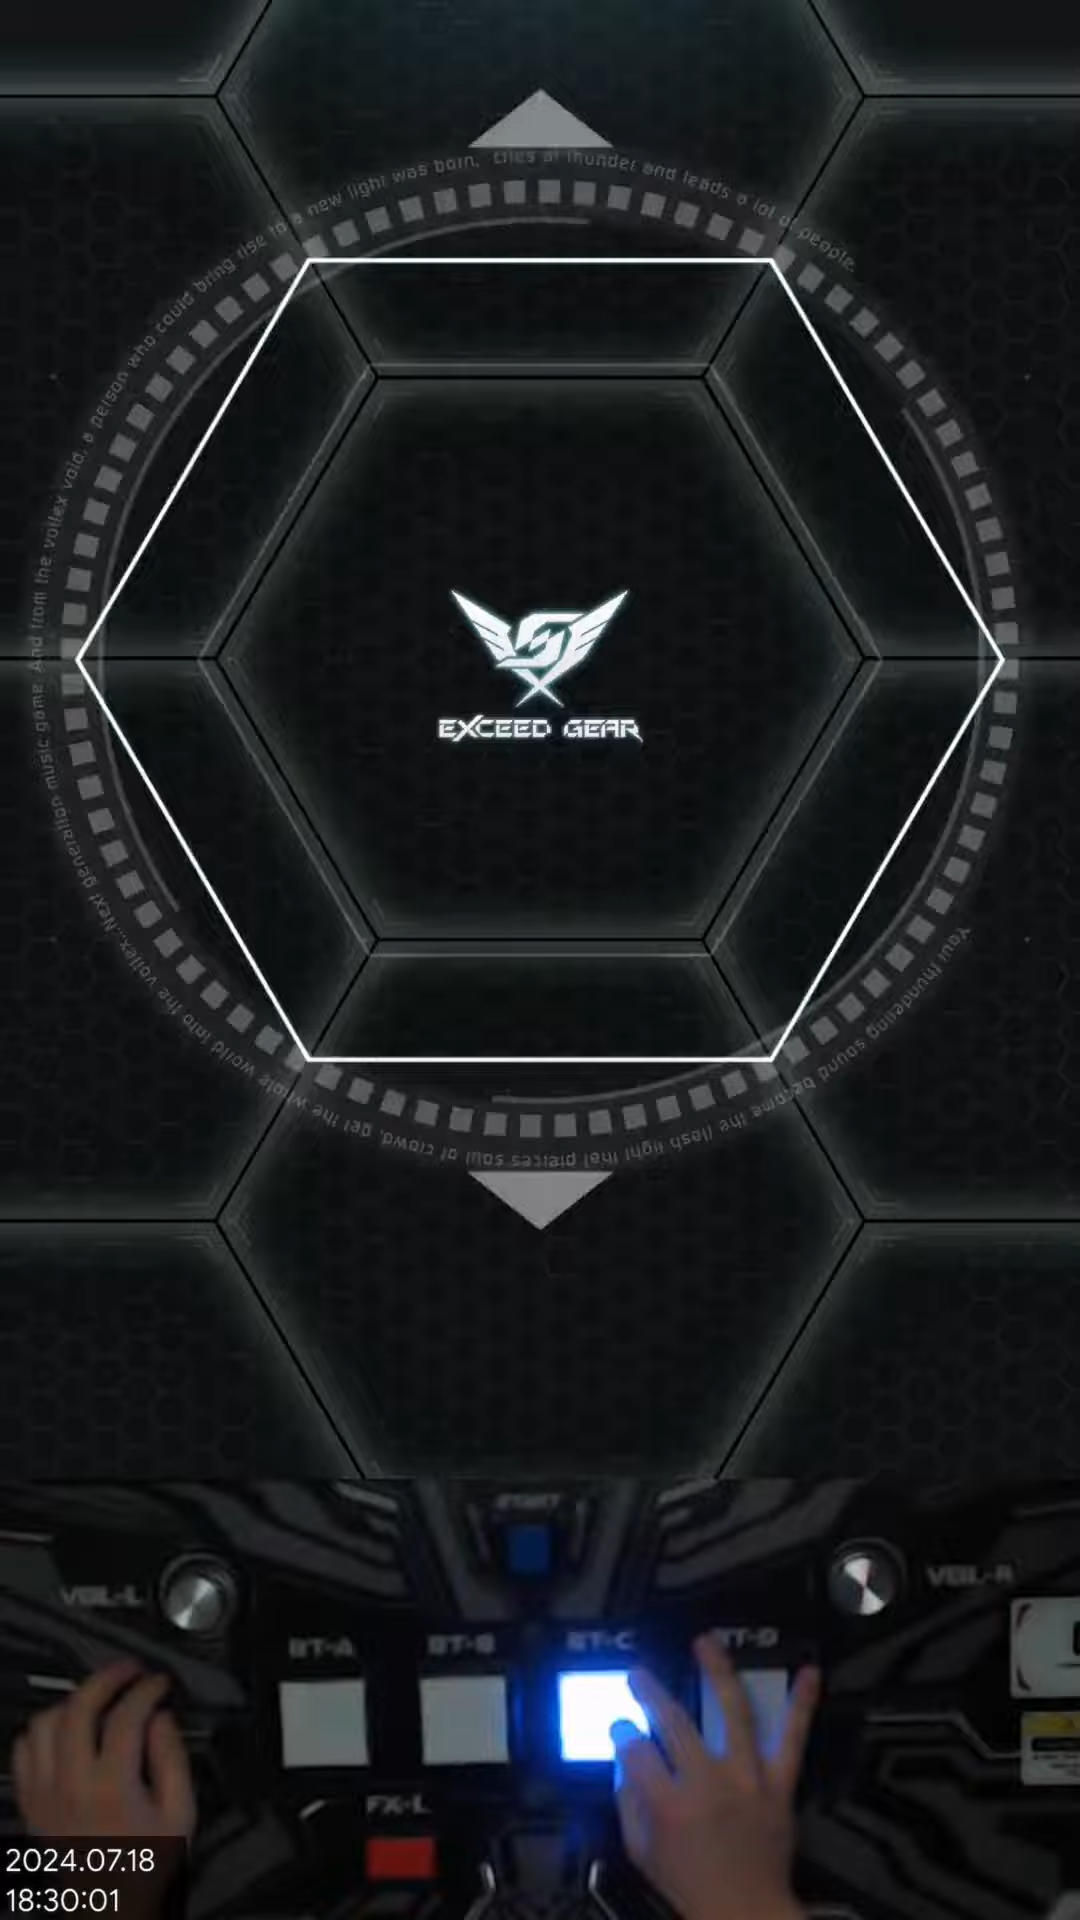 And from the voltex void, a person who could bring rise to a new light was born.
cries of thunder and leads a lot of people.
EXCEED GEAR
Your thundering sound become the flash light that pierces soul of crowd, get the whole world into the voltex...Next generation music game
START
VOL-L
VOL-R
BT-A
BT-B
BT-C
BT-D
FX-L
2024.07.18
18:30:01